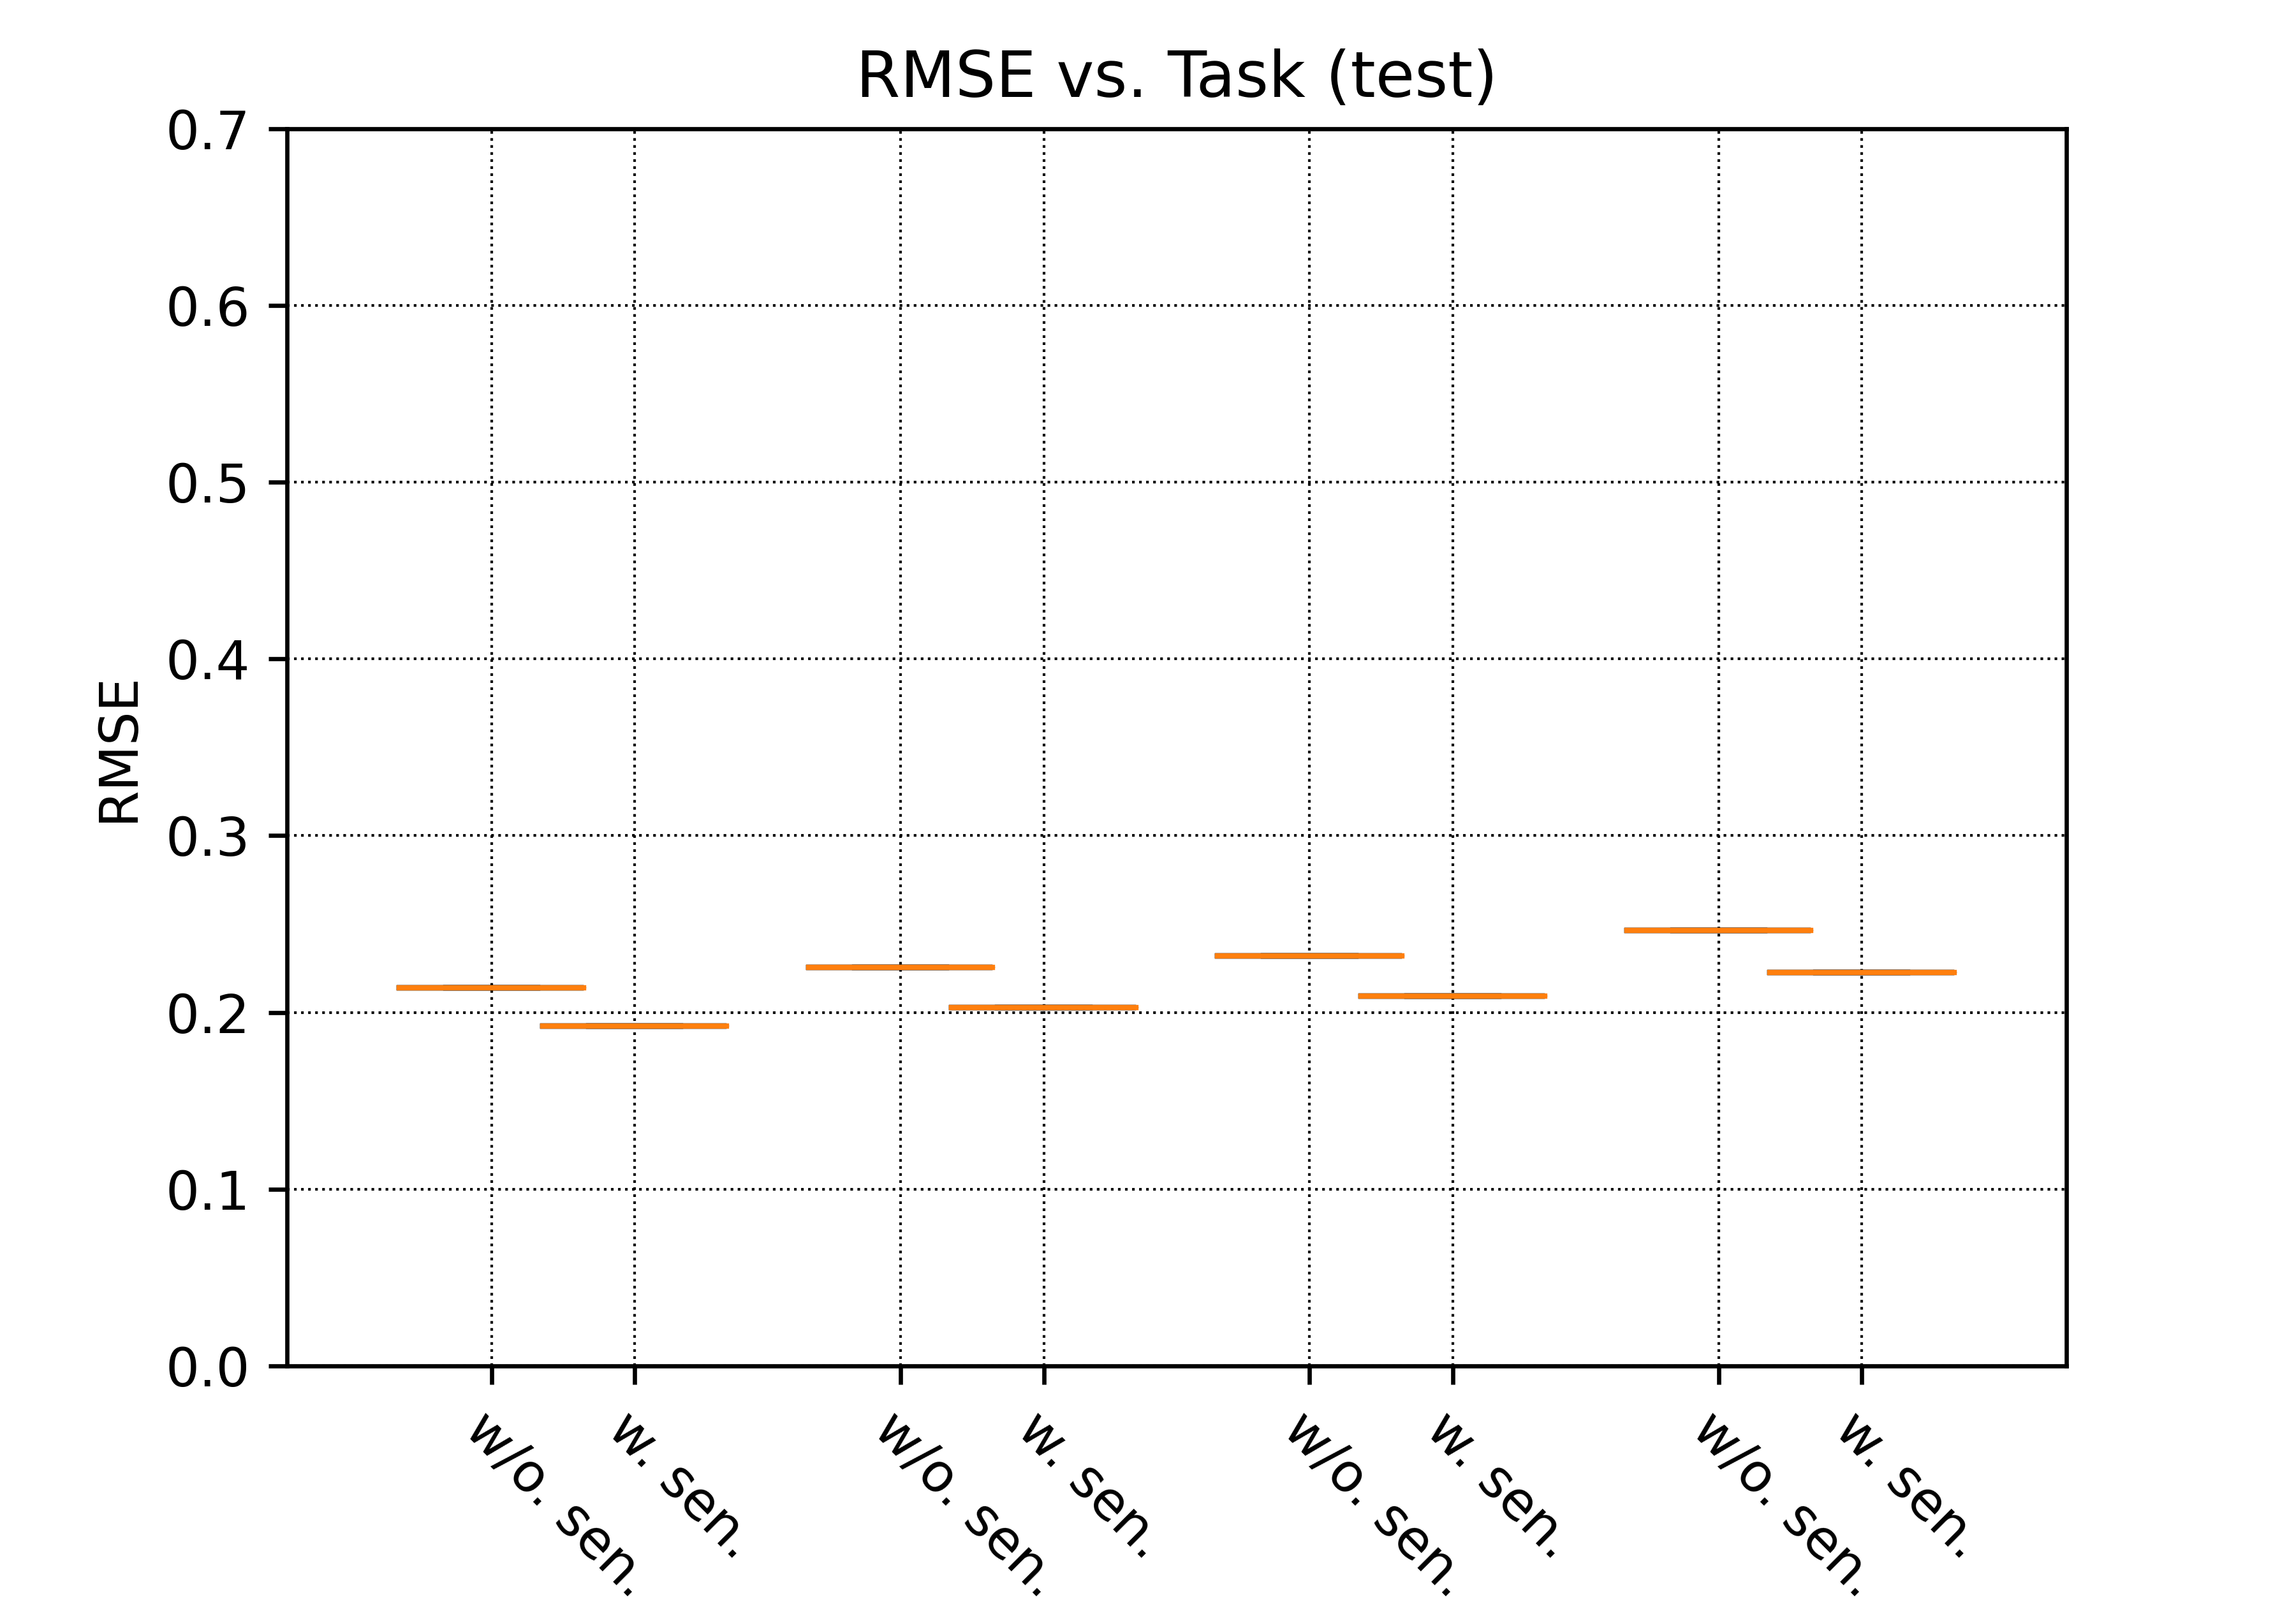 RMSE vs. Task (test)
0.7
0.6
0.5
0.4
0.3
0.2
0.1
0.0
RMSE
w/o. sen.
w. sen.
w/o. sen.
w. sen.
w/o. sen.
w. sen.
w/o. sen.
w. sen.